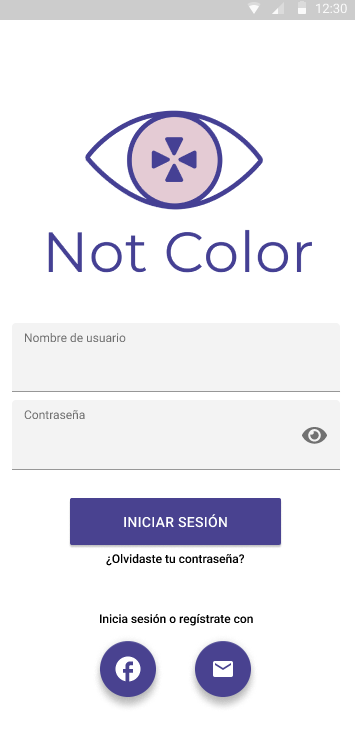 12:30
Not Color
Nombre de usuario
Contraseña
INICIAR SESIÓN
¿Olvidaste tu contraseña?
Inicia sesión o regístrate con